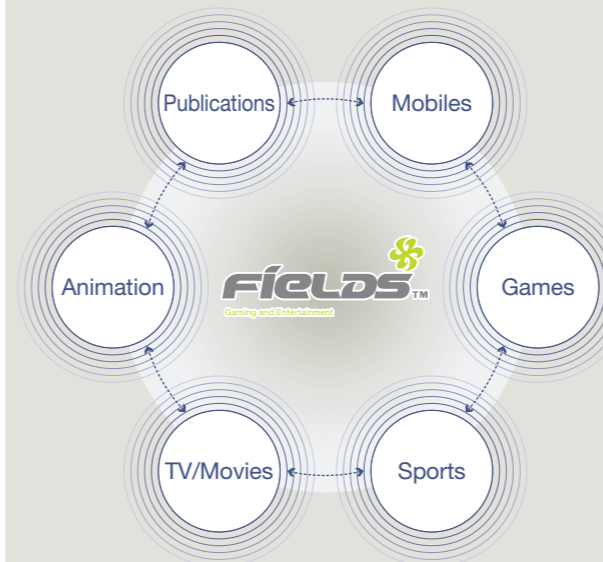 Publications
Mobiles
Animation
FIELDS™
Gaming and Entertainment
Games
TV/Movies
Sports